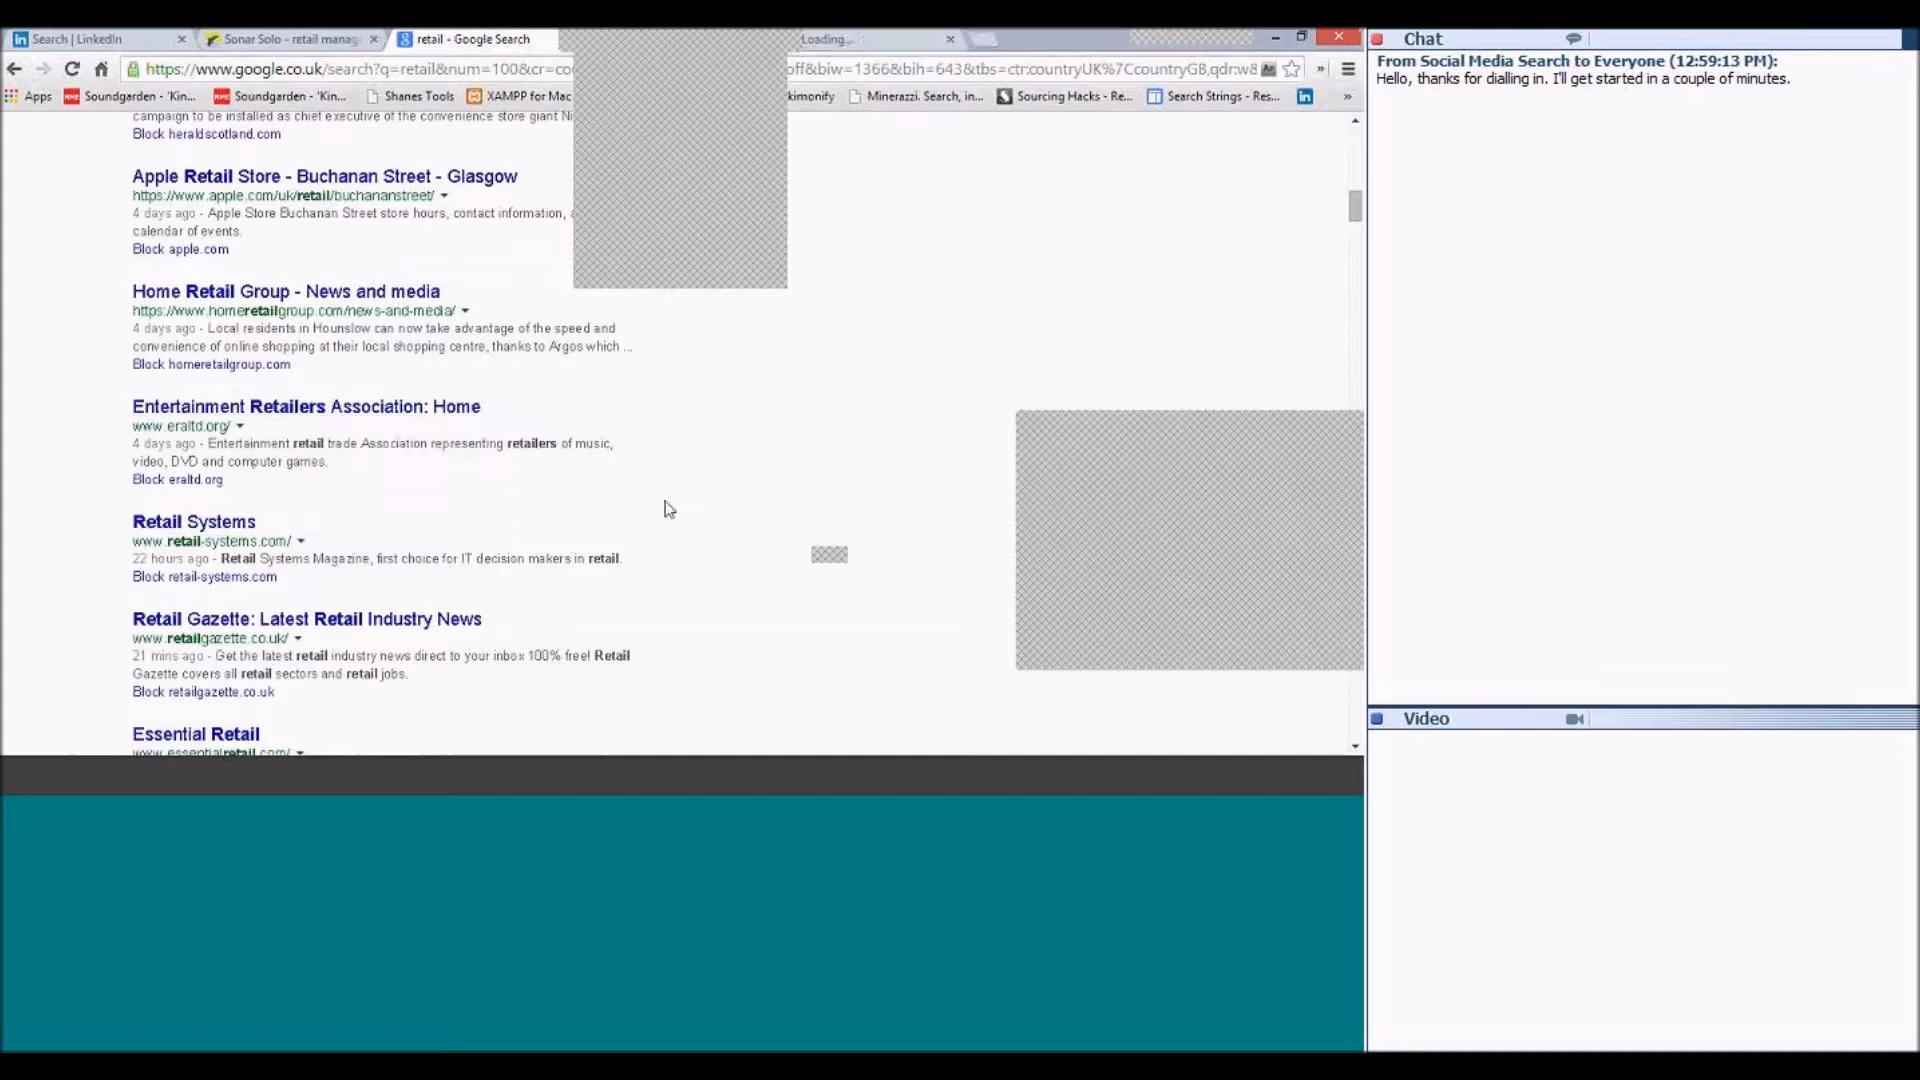 Search | LinkedIn
Sonar Solo - retail manag
retail - Google Search
Loading...
https://www.google.co.uk/search?q=retail&num=100&cr=co
off&biw=1366&bih=643&tbs=ctr:countryUK%7CcountryGB,qdr:w8
Apps
Soundgarden - 'Kin...
Soundgarden - 'Kin...
Shanes Tools
XAMPP for Mac
kimonify
Minerazzi. Search, in...
Sourcing Hacks - Re...
Search Strings - Res...
campaign to be installed as chief executive of the convenience store giant
Block heraldscotland.com
Apple Retail Store - Buchanan Street - Glasgow
https://www.apple.com/uk/retail/buchananstreet/
4 days ago - Apple Store Buchanan Street store hours, contact information,
calendar of events.
Block apple.com
Home Retail Group - News and media
https://www.homeretailgroup.com/news-and-media/
4 days ago - Local residents in Hounslow can now take advantage of the speed and
convenience of online shopping at their local shopping centre, thanks to Argos which ...
Block homeretailgroup.com
Entertainment Retailers Association: Home
www.eraltd.org/
4 days ago - Entertainment retail trade Association representing retailers of music,
video, DVD and computer games.
Block eraltd.org
Retail Systems
www.retail-systems.com/
22 hours ago - Retail Systems Magazine, first choice for IT decision makers in retail.
Block retail-systems.com
Retail Gazette: Latest Retail Industry News
www.retailgazette.co.uk/
21 mins ago - Get the latest retail industry news direct to your inbox 100% free! Retail
Gazette covers all retail sectors and retail jobs.
Block retailgazette.co.uk
Essential Retail
www.essentialretail.com/
Chat
From Social Media Search to Everyone (12:59:13 PM):
Hello, thanks for dialling in. I'll get started in a couple of minutes.
Video